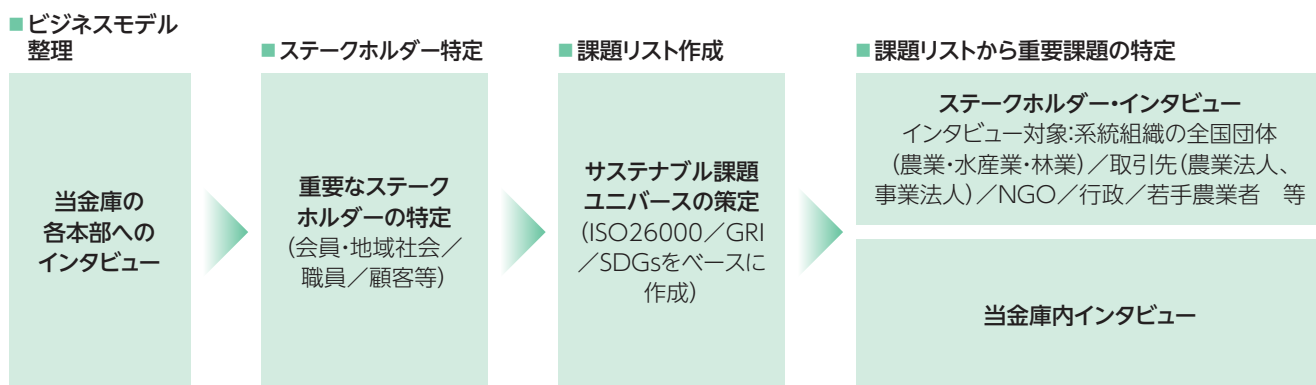 ■ビジネスモデル
整理
当金庫の
各本部への
インタビュー
■ステークホルダー特定
重要なステーク
ホルダーの特定
(会員・地域社会／
職員／顧客等)
■課題リスト作成
サステナブル課題
ユニバースの策定
(ISO26000／GRI
／SDGsをベースに
作成)
■課題リストから重要課題の特定
ステークホルダー・インタビュー
インタビュー対象:系統組織の全国団体
(農業・水産業・林業)／取引先(農業法人、
事業法人)／NGO／行政／若手農業者　等
当金庫内インタビュー